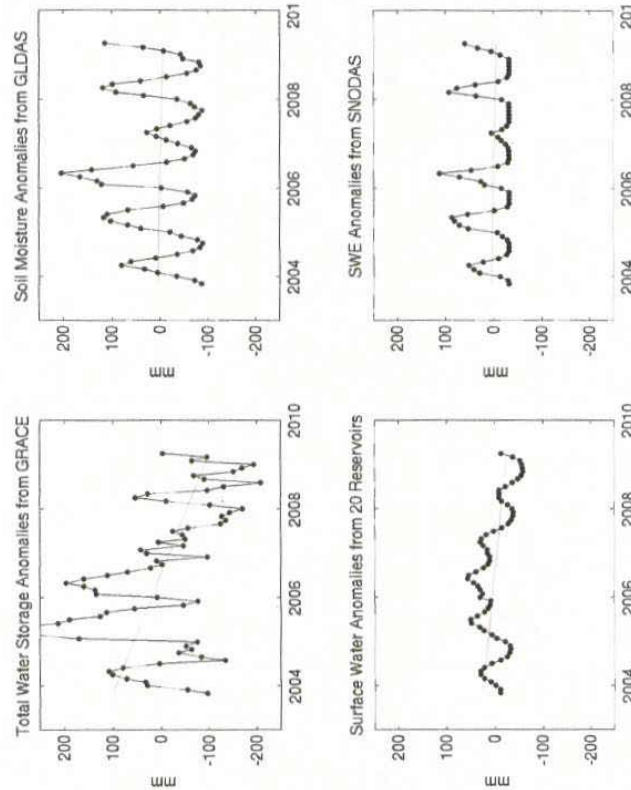 Total Water Storage Anomalies from GRACE
200
100
0
-100
-200
mm
2004 2006 2008 2010
Soil Moisture Anomalies from GLDAS
200
100
0
-100
-200
mm
2004 2006 2008 201
Surface Water Anomalies from 20 Reservoirs
200
100
0
-100
-200
mm
2004 2006 2008 2010
SWE Anomalies from SNODAS
200
100
0
-100
-200
mm
2004 2006 2008 201